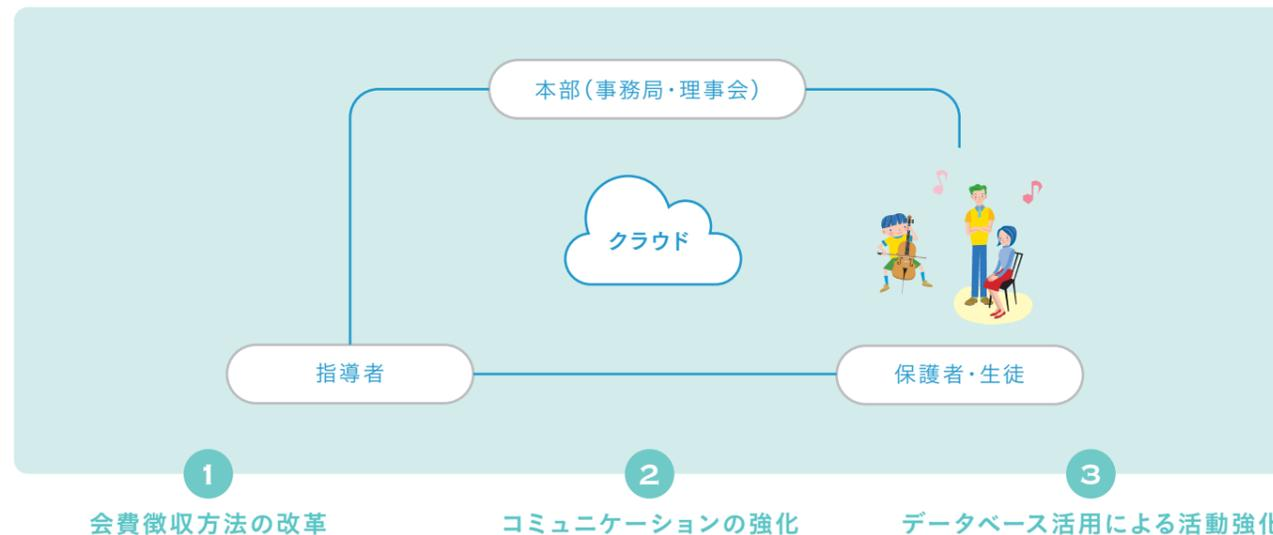 本部（事務局・理事会）
クラウド
指導者
保護者・生徒
1
会費徴収方法の改革
2
コミュニケーションの強化
3
データベース活用による活動強化